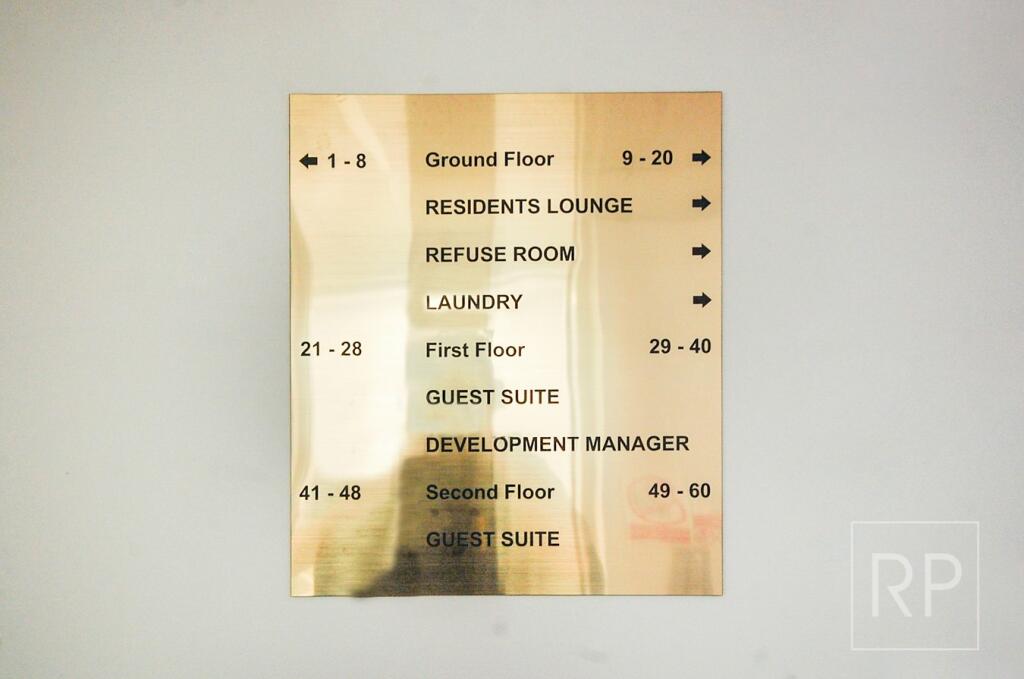 ← 1 - 8 Ground Floor 9 - 20 →
RESIDENTS LOUNGE →
REFUSE ROOM →
LAUNDRY →
21 - 28 First Floor 29 - 40
GUEST SUITE
DEVELOPMENT MANAGER
41 - 48 Second Floor 49 - 60
GUEST SUITE
RP